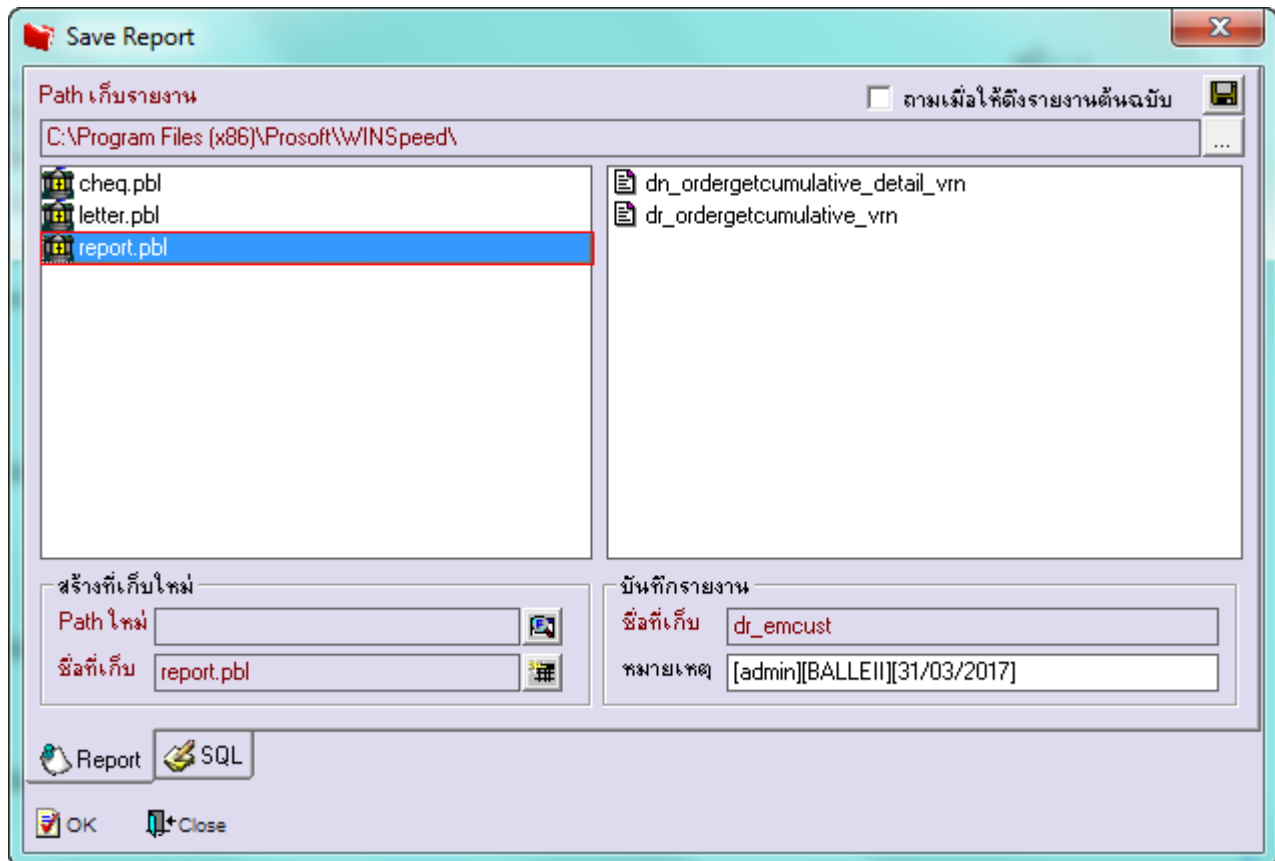 Save Report
Path เก็บรายงาน
ถามเมื่อให้ดึงรายงานต้นฉบับ
C:\Program Files (x86)\Prosoft\WINSpeed\
...
cheq.pbl
letter.pbl
report.pbl
dn_ordergetcumulative_detail_vrn
dr_ordergetcumulative_vrn
สร้างที่เก็บใหม่
Path ใหม่
ชื่อที่เก็บ report.pbl
บันทึกรายงาน
ชื่อที่เก็บ dr_emcust
หมายเหตุ [admin][BALLEII][31/03/2017]
Report SQL
OK Close